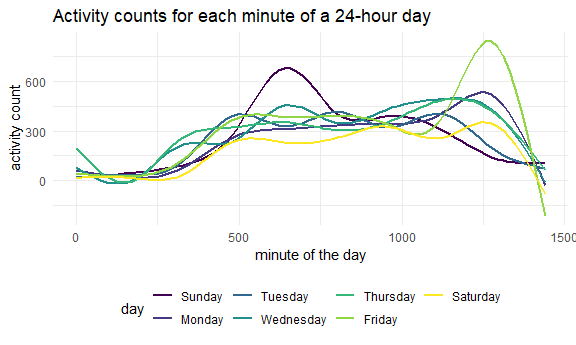 Activity counts for each minute of a 24-hour day
activity count
600
300
0
0 500 1000 1500
minute of the day
day
Sunday Tuesday Thursday Saturday
Monday Wednesday Friday